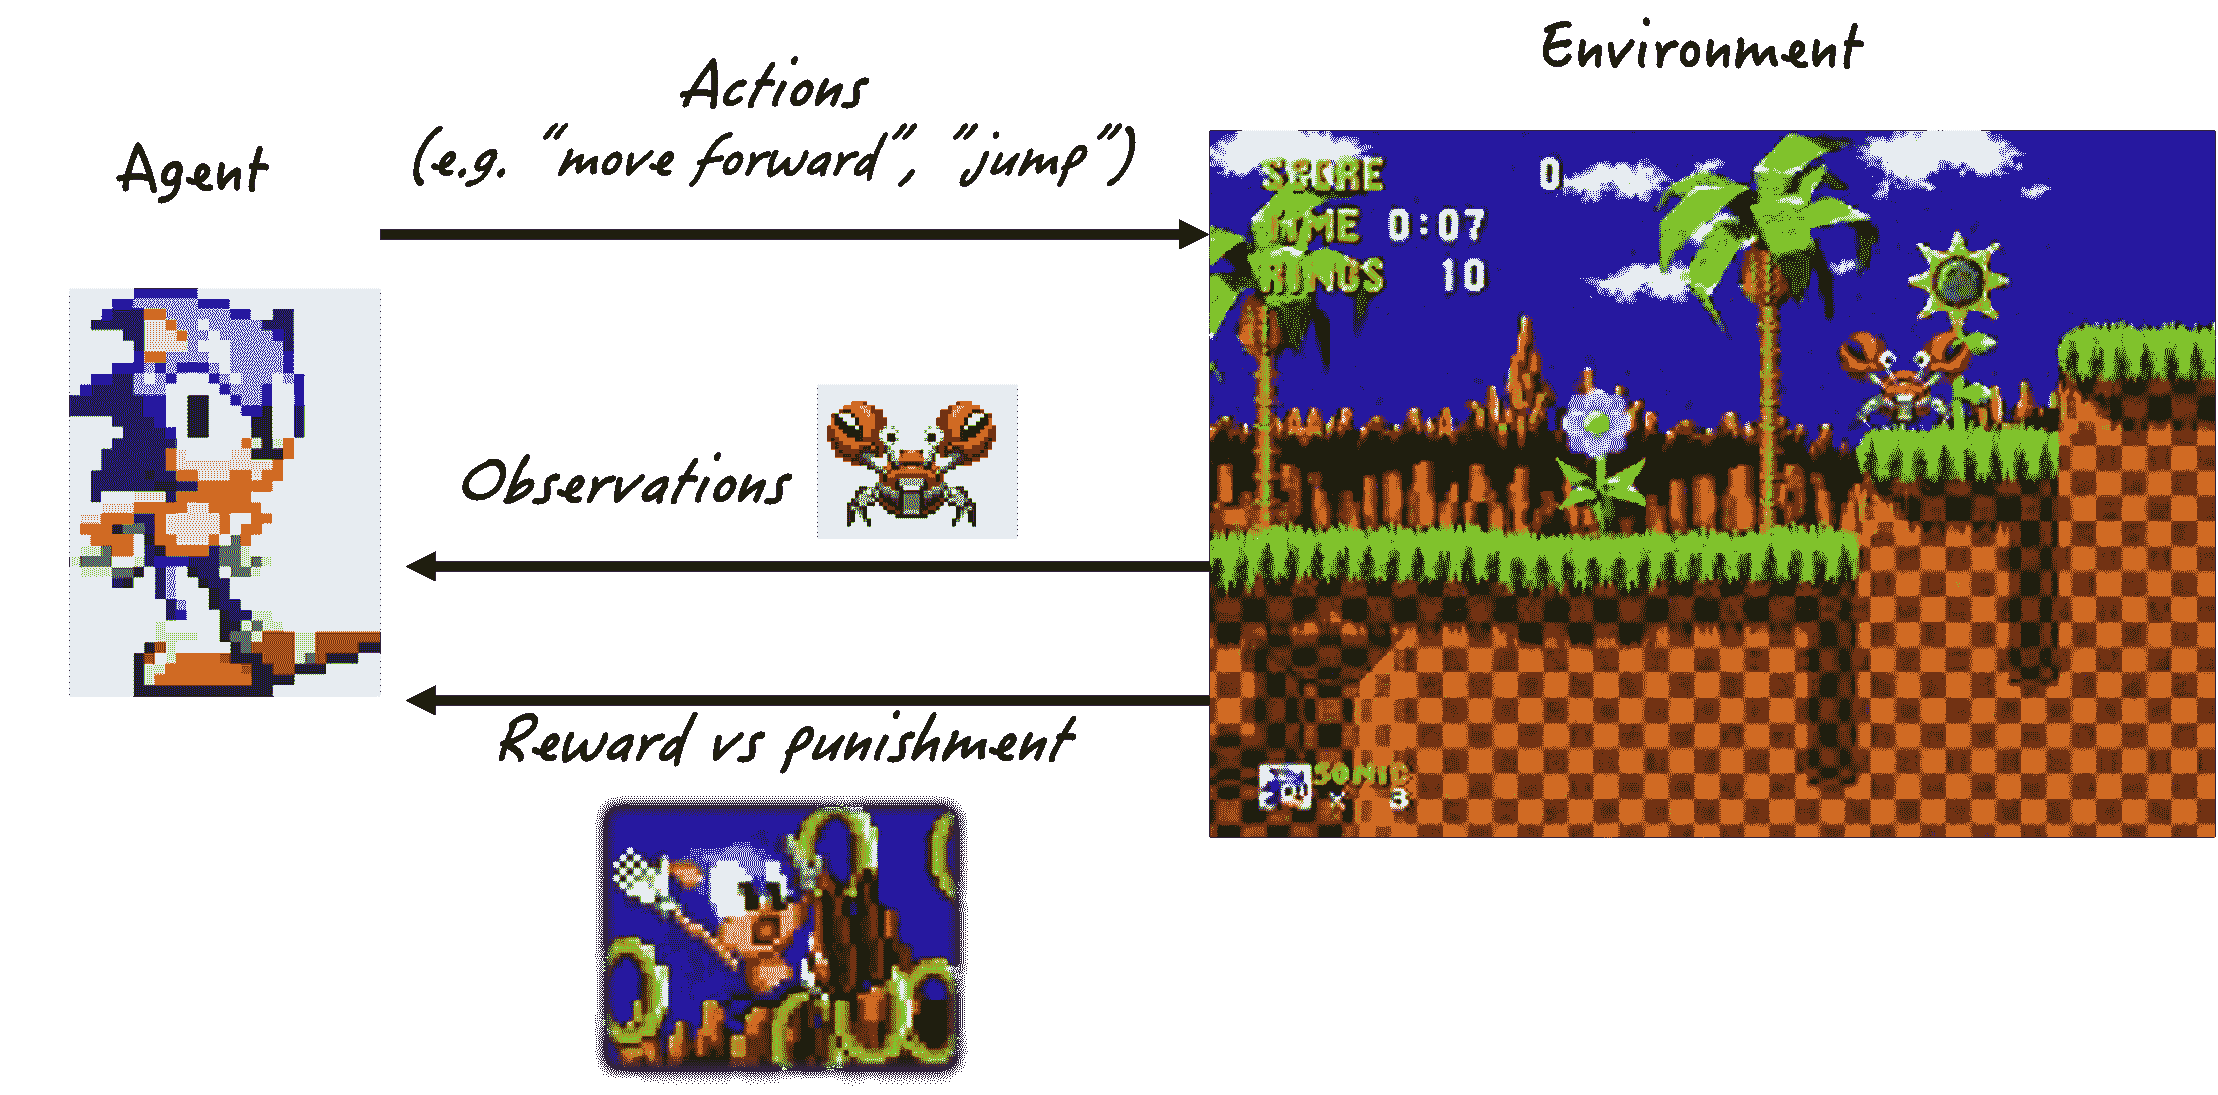 Environment
Actions
(e.g. "move forward", "jump")
Agent
SCORE 0
TIME 0:07
RINGS 10
Observations
Reward vs punishment
SONIC
× 3